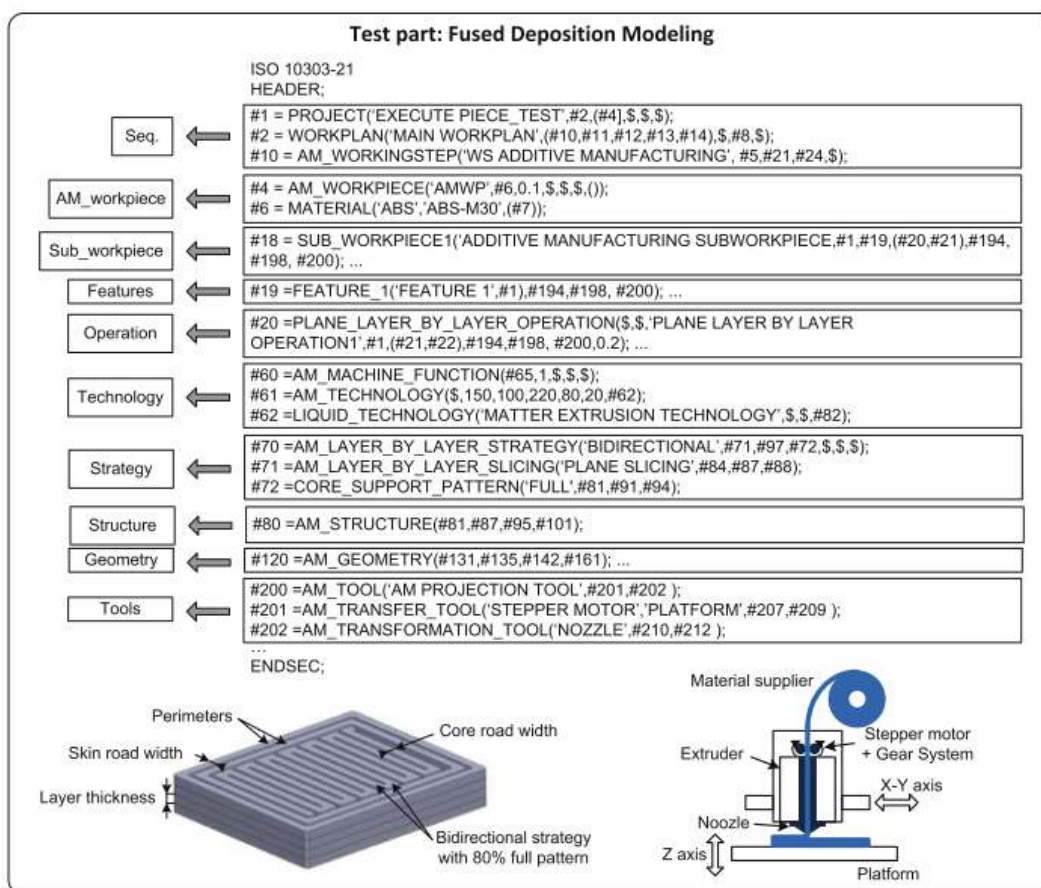 Test part: Fused Deposition Modeling
ISO 10303-21
HEADER;
Seq.
#1 = PROJECT(‘EXECUTE PIECE_TEST’,#2,(#4],$,$,$);
#2 = WORKPLAN(‘MAIN WORKPLAN’,(#10,#11,#12,#13,#14),$,#8,$);
#10 = AM_WORKINGSTEP(‘WS ADDITIVE MANUFACTURING’, #5,#21,#24,$);
AM_workpiece
#4 = AM_WORKPIECE(‘AMWP’,#6,0.1,$,$,$,());
#6 = MATERIAL(‘ABS’,’ABS-M30’,(#7));
Sub_workpiece
#18 = SUB_WORKPIECE1(‘ADDITIVE MANUFACTURING SUBWORKPIECE,#1,#19,(#20,#21),#194,
#198, #200); ...
Features
#19 =FEATURE_1(‘FEATURE 1’,#1),#194,#198, #200); ...
Operation
#20 =PLANE_LAYER_BY_LAYER_OPERATION($,$,‘PLANE LAYER BY LAYER
OPERATION1’,#1,(#21,#22),#194,#198, #200,0.2); ...
Technology
#60 =AM_MACHINE_FUNCTION(#65,1,$,$,$);
#61 =AM_TECHNOLOGY($,150,100,220,80,20,#62);
#62 =LIQUID_TECHNOLOGY(‘MATTER EXTRUSION TECHNOLOGY’,$,$,#82);
Strategy
#70 =AM_LAYER_BY_LAYER_STRATEGY(‘BIDIRECTIONAL’,#71,#97,#72,$,$,$);
#71 =AM_LAYER_BY_LAYER_SLICING(‘PLANE SLICING’,#84,#87,#88);
#72 =CORE_SUPPORT_PATTERN(‘FULL’,#81,#91,#94);
Structure
#80 =AM_STRUCTURE(#81,#87,#95,#101);
Geometry
#120 =AM_GEOMETRY(#131,#135,#142,#161); ...
Tools
#200 =AM_TOOL(‘AM PROJECTION TOOL’,#201,#202 );
#201 =AM_TRANSFER_TOOL(‘STEPPER MOTOR’,’PLATFORM’,#207,#209 );
#202 =AM_TRANSFORMATION_TOOL(‘NOZZLE’,#210,#212 );
...
ENDSEC;
Perimeters
Core road width
Skin road width
Layer thickness
Bidirectional strategy
with 80% full pattern
Material supplier
Stepper motor
+ Gear System
Extruder
X-Y axis
Noozle
Z axis
Platform